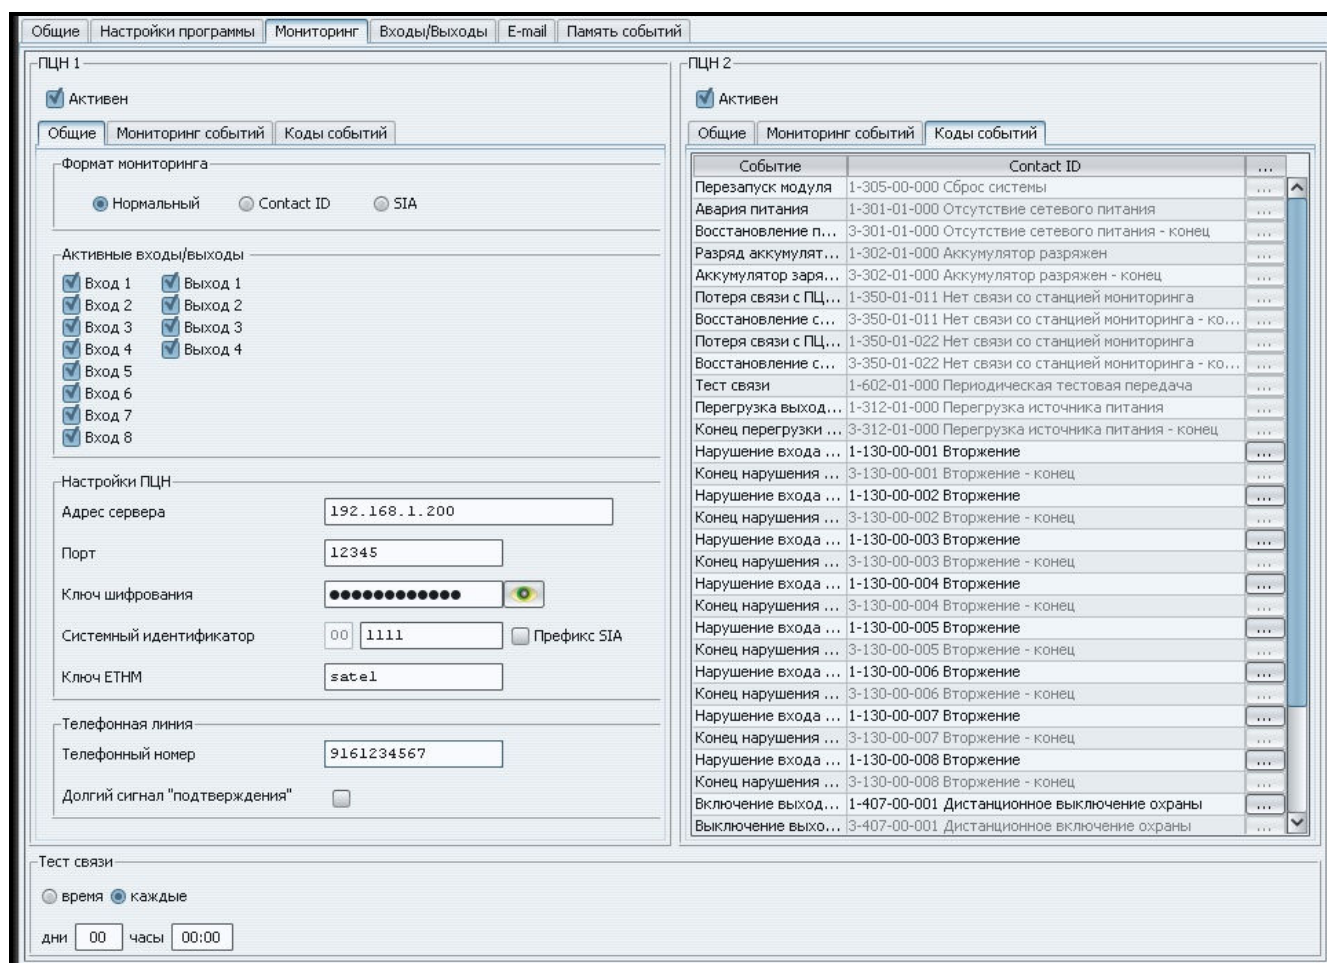 Общие Настройки программы Мониторинг Входы/Выходы E-mail Память событий
ПЦН 1
Активен
Общие Мониторинг событий Коды событий
Формат мониторинга
Нормальный Contact ID SIA
Активные входы/выходы
Вход 1 Выход 1
Вход 2 Выход 2
Вход 3 Выход 3
Вход 4 Выход 4
Вход 5
Вход 6
Вход 7
Вход 8
Настройки ПЦН
Адрес сервера 192.168.1.200
Порт 12345
Ключ шифрования ●●●●●●●●●●●●
Системный идентификатор 00 1111 Префикс SIA
Ключ ETHM satel
Телефонная линия
Телефонный номер 9161234567
Долгий сигнал "подтверждения"
ПЦН 2
Активен
Общие Мониторинг событий Коды событий
Событие Contact ID ...
Перезапуск модуля 1-305-00-000 Сброс системы ...
Авария питания 1-301-01-000 Отсутствие сетевого питания ...
Восстановление п... 3-301-01-000 Отсутствие сетевого питания - конец ...
Разряд аккумулят... 1-302-01-000 Аккумулятор разряжен ...
Аккумулятор заря... 3-302-01-000 Аккумулятор разряжен - конец ...
Потеря связи с ПЦ... 1-350-01-011 Нет связи со станцией мониторинга ...
Восстановление с... 3-350-01-011 Нет связи со станцией мониторинга - ко... ...
Потеря связи с ПЦ... 1-350-01-022 Нет связи со станцией мониторинга ...
Восстановление с... 3-350-01-022 Нет связи со станцией мониторинга - ко... ...
Тест связи 1-602-01-000 Периодическая тестовая передача ...
Перегрузка выход... 1-312-01-000 Перегрузка источника питания ...
Конец перегрузки ... 3-312-01-000 Перегрузка источника питания - конец ...
Нарушение входа ... 1-130-00-001 Вторжение ...
Конец нарушения ... 3-130-00-001 Вторжение - конец ...
Нарушение входа ... 1-130-00-002 Вторжение ...
Конец нарушения ... 3-130-00-002 Вторжение - конец ...
Нарушение входа ... 1-130-00-003 Вторжение ...
Конец нарушения ... 3-130-00-003 Вторжение - конец ...
Нарушение входа ... 1-130-00-004 Вторжение ...
Конец нарушения ... 3-130-00-004 Вторжение - конец ...
Нарушение входа ... 1-130-00-005 Вторжение ...
Конец нарушения ... 3-130-00-005 Вторжение - конец ...
Нарушение входа ... 1-130-00-006 Вторжение ...
Конец нарушения ... 3-130-00-006 Вторжение - конец ...
Нарушение входа ... 1-130-00-007 Вторжение ...
Конец нарушения ... 3-130-00-007 Вторжение - конец ...
Нарушение входа ... 1-130-00-008 Вторжение ...
Конец нарушения ... 3-130-00-008 Вторжение - конец ...
Включение выход... 1-407-00-001 Дистанционное выключение охраны ...
Выключение выхо... 3-407-00-001 Дистанционное включение охраны ...
Тест связи
время каждые
дни 00 часы 00:00